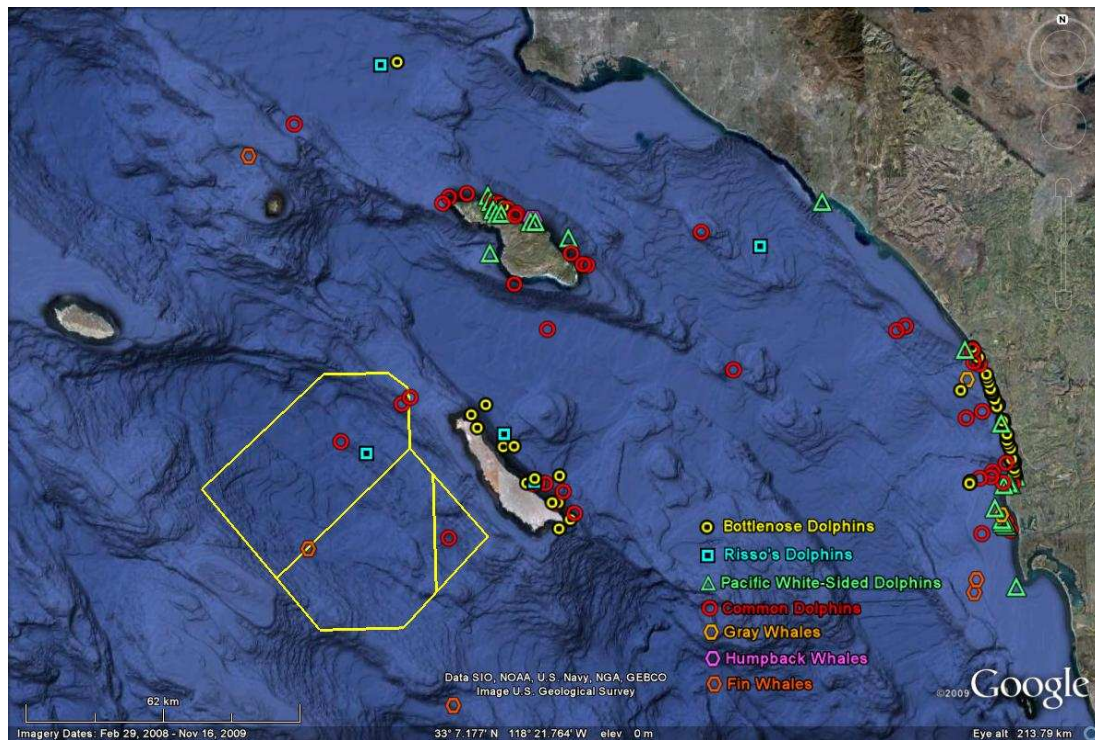 N
Bottlenose Dolphins
Risso's Dolphins
Pacific White-Sided Dolphins
Common Dolphins
Gray Whales
Humpback Whales
Fin Whales
Data SIO, NOAA, U.S. Navy, NGA, GEBCO
Image U.S. Geological Survey
©2009 Google
62 km
Imagery Dates: Feb 29, 2008 - Nov 16, 2009 33° 7.177' N 118° 21.764' W elev 0 m Eye alt 213.79 km